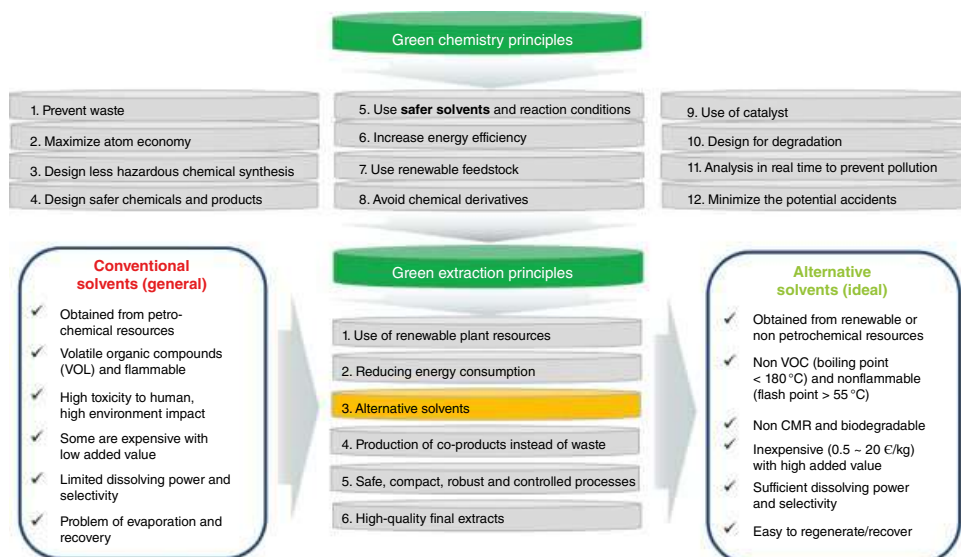 Green chemistry principles
1. Prevent waste
2. Maximize atom economy
3. Design less hazardous chemical synthesis
4. Design safer chemicals and products
5. Use safer solvents and reaction conditions
6. Increase energy efficiency
7. Use renewable feedstock
8. Avoid chemical derivatives
9. Use of catalyst
10. Design for degradation
11. Analysis in real time to prevent pollution
12. Minimize the potential accidents
Conventional
solvents (general)
✓ Obtained from petro-
chemical resources
✓ Volatile organic compounds
(VOL) and flammable
✓ High toxicity to human,
high environment impact
✓ Some are expensive with
low added value
✓ Limited dissolving power and
selectivity
✓ Problem of evaporation and
recovery
Green extraction principles
1. Use of renewable plant resources
2. Reducing energy consumption
3. Alternative solvents
4. Production of co-products instead of waste
5. Safe, compact, robust and controlled processes
6. High-quality final extracts
Alternative
solvents (ideal)
✓ Obtained from renewable or
non petrochemical resources
✓ Non VOC (boiling point
< 180 °C) and nonflammable
(flash point > 55 °C)
✓ Non CMR and biodegradable
✓ Inexpensive (0.5 ~ 20 €/kg)
with high added value
✓ Sufficient dissolving power
and selectivity
✓ Easy to regenerate/recover